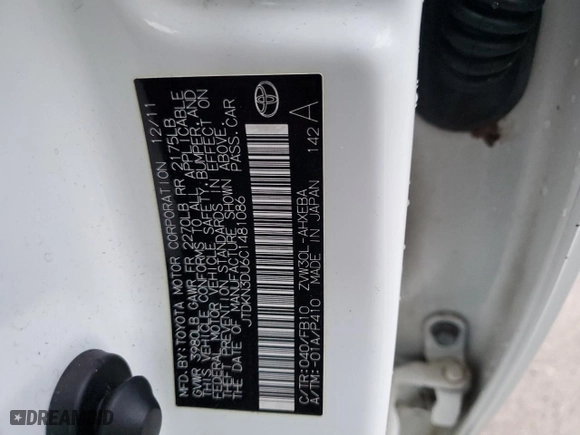 MFD.BY:TOYOTA MOTOR CORPORATION 12/11
GVWR 3980LB GAWR FR 2270LB RR 2175LB
THIS VEHICLE CONFORMS TO ALL APPLICABLE
FEDERAL MOTOR VEHICLE SAFETY, BUMPER, AND
THEFT PREVENTION STANDARDS IN EFFECT ON
THE DATE OF MANUFACTURE SHOWN ABOVE.
JTDKN3DU6C1481086 PASS.CAR
C/TR:040/FB10 ZVW30L-AHXEBA
A/TM:-01A/P410 MADE IN JAPAN 142 A
DREAMBID